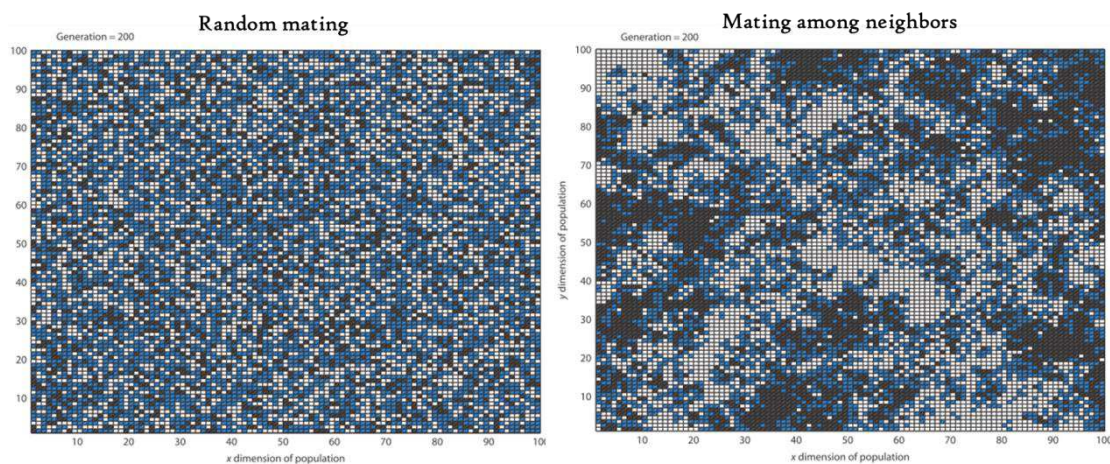 Random mating
Generation = 200
100
90
80
70
60
50
40
30
20
10
10 20 30 40 50 60 70 80 90 100
x dimension of population
Mating among neighbors
Generation = 200
y dimension of population
100
90
80
70
60
50
40
30
20
10
10 20 30 40 50 60 70 80 90 100
x dimension of population